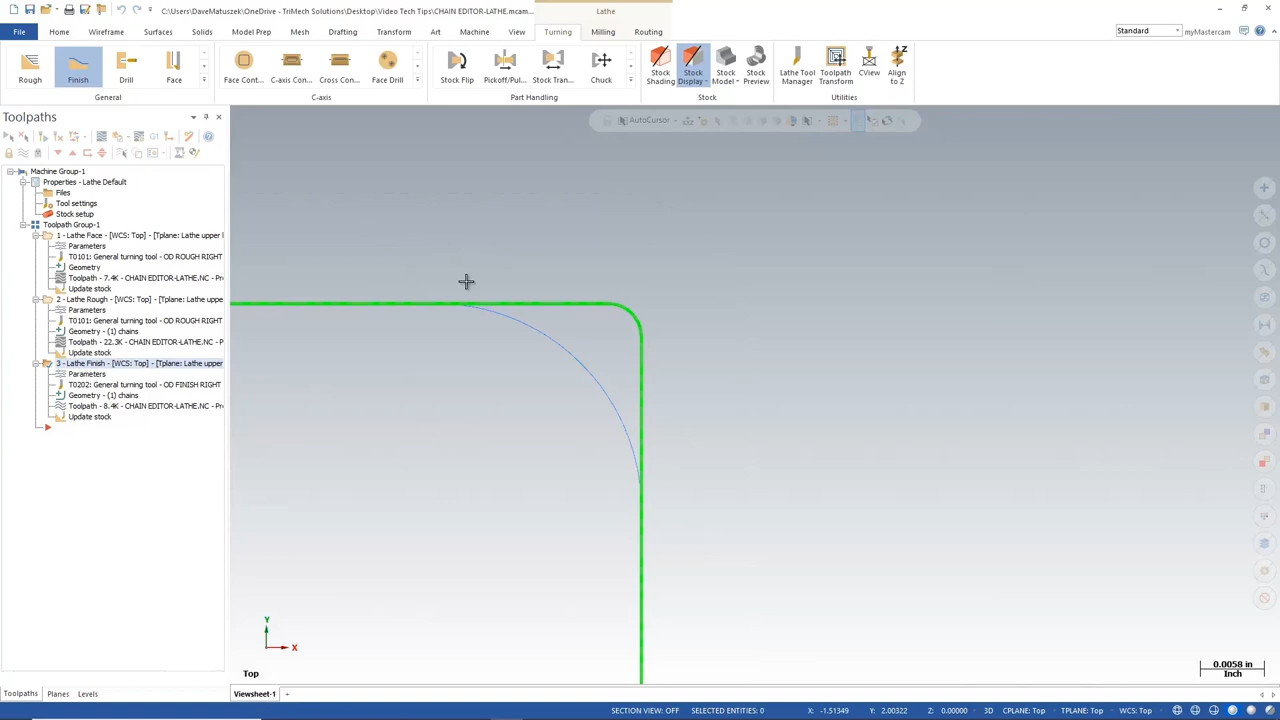 C:\Users\DaveMatuszek\OneDrive - TriMech Solutions\Desktop\Video Tech Tips\CHAIN EDITOR-LATHE.mcam...
Lathe
File Home Wireframe Surfaces Solids Model Prep Mesh Drafting Transform Art Machine View Turning Milling Routing
Standard
myMastercam
Rough Finish Drill Face
Face Cont... C-axis Con... Cross Con... Face Drill
Stock Flip Pickoff/Pul... Stock Tran... Chuck
Stock Shading
Stock Display
Stock Model
Stock Preview
Lathe Tool Manager
Toolpath Transform
CView
Align to Z
General C-axis Part Handling Stock Utilities
Toolpaths
AutoCursor
G1
Machine Group-1
Properties - Lathe Default
Files
Tool settings
Stock setup
Toolpath Group-1
1 - Lathe Face - [WCS: Top] - [Tplane: Lathe upper l
Parameters
T0101: General turning tool - OD ROUGH RIGHT
Geometry
Toolpath - 7.4K - CHAIN EDITOR-LATHE.NC - Pr
Update stock
2 - Lathe Rough - [WCS: Top] - [Tplane: Lathe uppe
Parameters
T0101: General turning tool - OD ROUGH RIGHT
Geometry - (1) chains
Toolpath - 22.3K - CHAIN EDITOR-LATHE.NC - P
Update stock
3 - Lathe Finish - [WCS: Top] - [Tplane: Lathe upper
Parameters
T0202: General turning tool - OD FINISH RIGHT
Geometry - (1) chains
Toolpath - 8.4K - CHAIN EDITOR-LATHE.NC - Pr
Update stock
Y
X
Top
0.0058 in
Inch
Toolpaths Planes Levels
Viewsheet-1 +
SECTION VIEW: OFF SELECTED ENTITIES: 0 X: -1.51349 Y: 2.00322 Z: 0.00000 3D CPLANE: Top TPLANE: Top WCS: Top